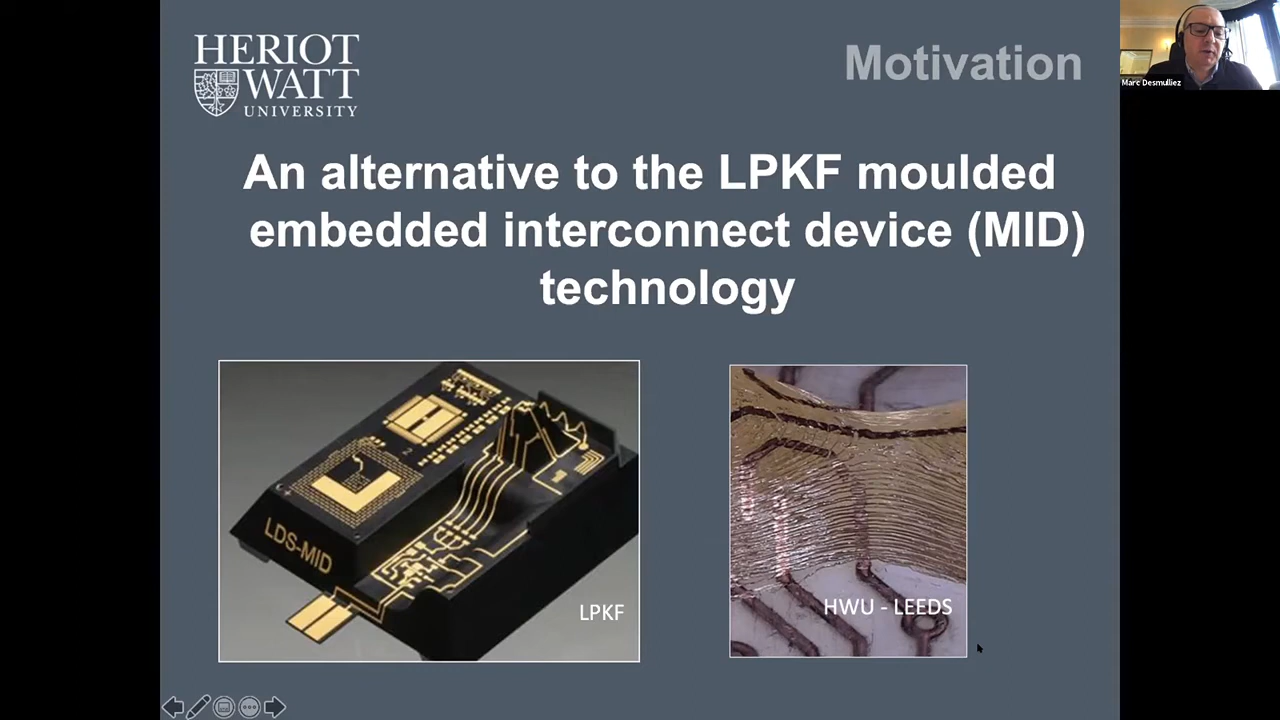 HERIOT
WATT
UNIVERSITY
Motivation
Marc Desmulliez
An alternative to the LPKF moulded
embedded interconnect device (MID)
technology
LDS-MID
LPKF
HWU - LEEDS